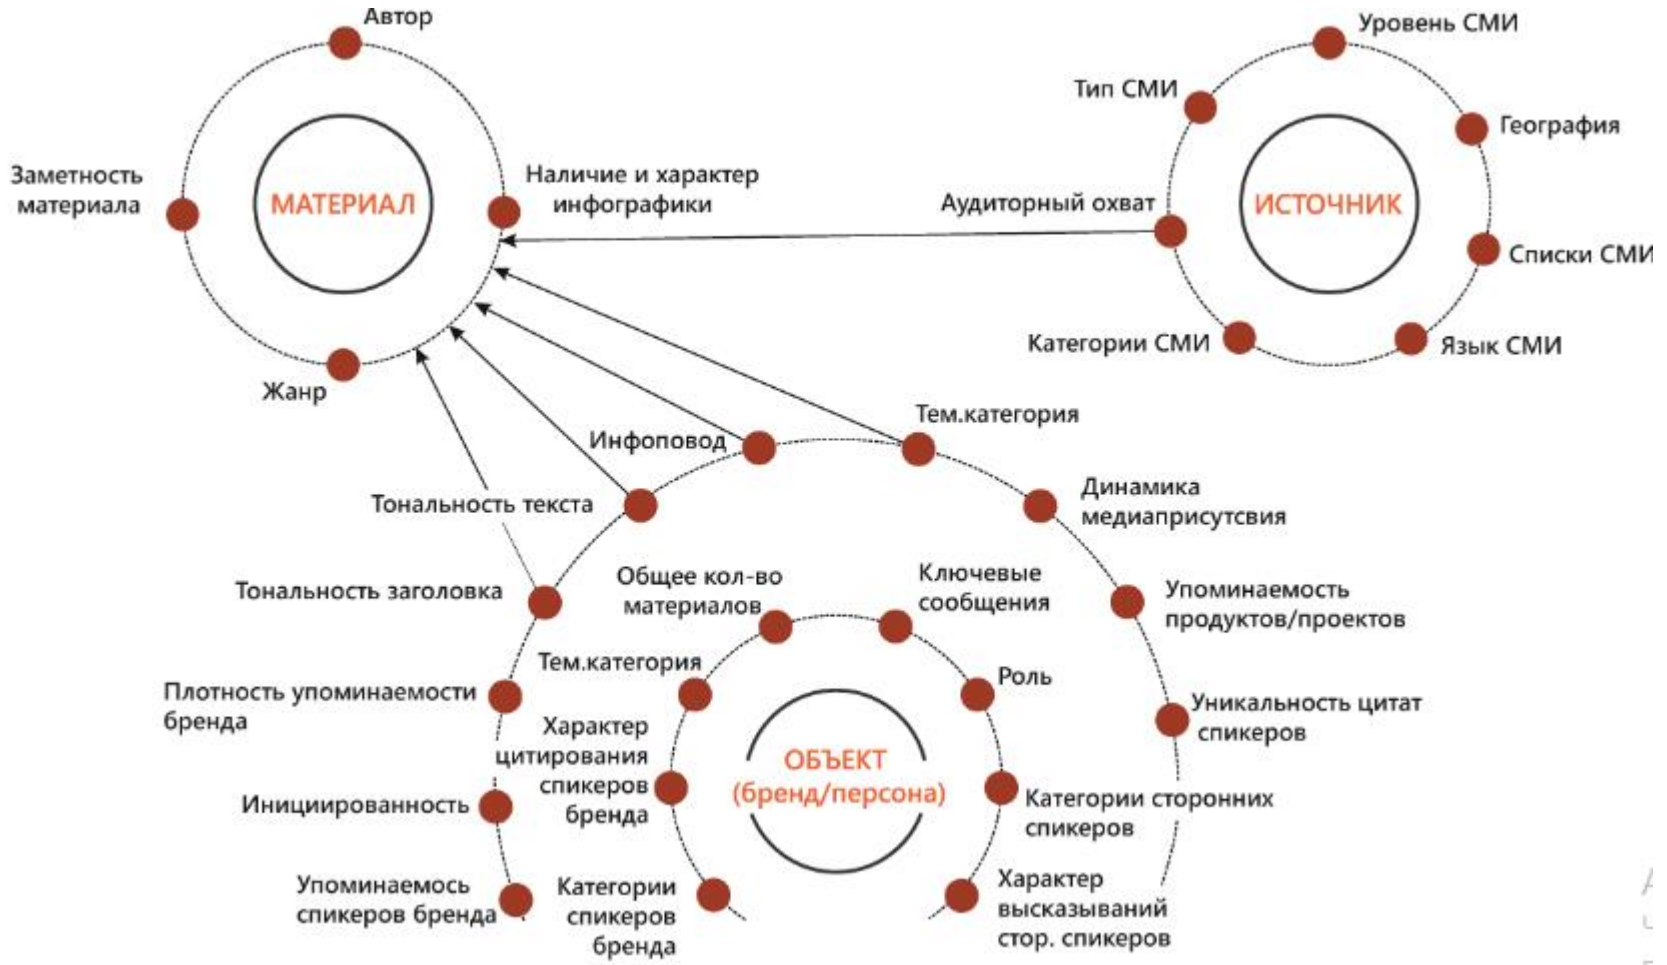 Автор
Заметность
материала
МАТЕРИАЛ
Наличие и характер
инфографики
Жанр
Уровень СМИ
Тип СМИ
География
Аудиторный охват
ИСТОЧНИК
Списки СМИ
Категории СМИ
Язык СМИ
Тем.категория
Инфоповод
Тональность текста
Динамика
медиаприсутсвия
Тональность заголовка
Общее кол-во
материалов
Ключевые
сообщения
Упоминаемость
продуктов/проектов
Тем.категория
Роль
Плотность упоминаемости
бренда
Уникальность цитат
спикеров
Характер
цитирования
спикеров
бренда
ОБЪЕКТ
(бренд/персона)
Инициированность
Категории сторонних
спикеров
Упоминаемось
спикеров бренда
Категории
спикеров
бренда
Характер
высказываний
стор. спикеров